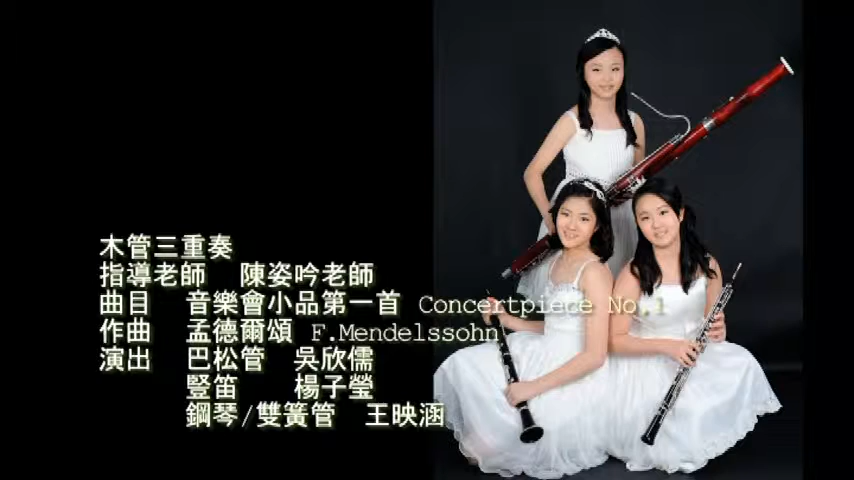 木管三重奏
指導老師 陳姿吟老師
曲目 音樂會小品第一首 Concertpiece No.1
作曲 孟德爾頌 F.Mendelssohn
演出 巴松管 吳欣儒
豎笛 楊子瑩
鋼琴/雙簧管 王映涵